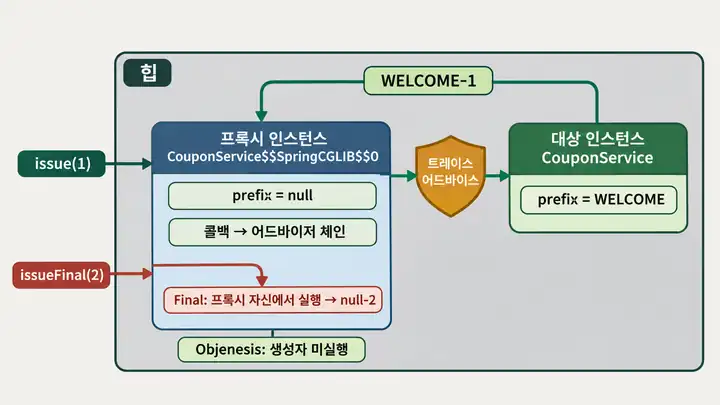 힙
WELCOME-1
issue(1)
프록시 인스턴스
CouponService$$SpringCGLIB$$0
prefix = null
콜백 → 어드바이저 체인
트레이스
어드바이스
대상 인스턴스
CouponService
prefix = WELCOME
issueFinal(2)
Final: 프록시 자신에서 실행 → null-2
Objenesis: 생성자 미실행